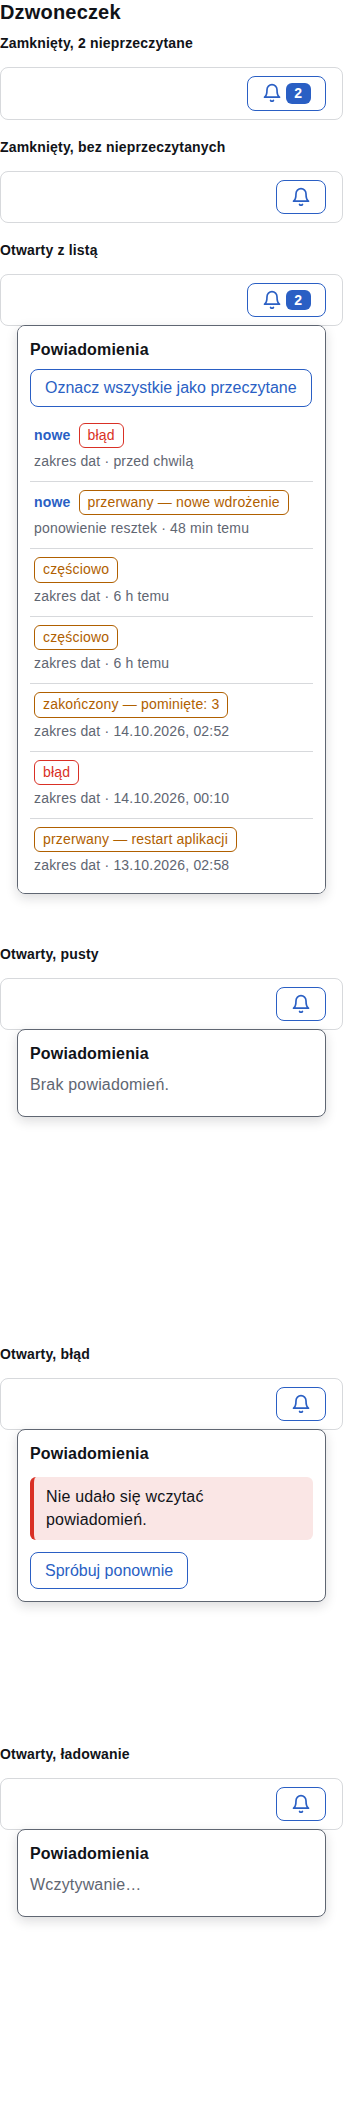 Dzwoneczek
Zamknięty, 2 nieprzeczytane
2
Zamknięty, bez nieprzeczytanych
Otwarty z listą
2
Powiadomienia
Oznacz wszystkie jako przeczytane
nowe błąd
zakres dat · przed chwilą
nowe przerwany — nowe wdrożenie
ponowienie resztek · 48 min temu
częściowo
zakres dat · 6 h temu
częściowo
zakres dat · 6 h temu
zakończony — pominięte: 3
zakres dat · 14.10.2026, 02:52
błąd
zakres dat · 14.10.2026, 00:10
przerwany — restart aplikacji
zakres dat · 13.10.2026, 02:58
Otwarty, pusty
Powiadomienia
Brak powiadomień.
Otwarty, błąd
Powiadomienia
Nie udało się wczytać
powiadomień.
Spróbuj ponownie
Otwarty, ładowanie
Powiadomienia
Wczytywanie…